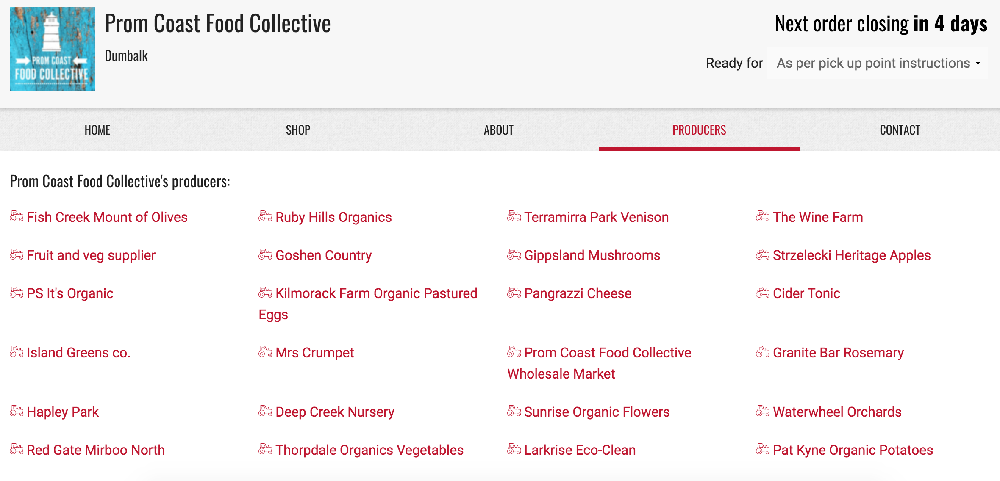 PROM COAST
FOOD COLLECTIVE
Prom Coast Food Collective
Dumbalk
Next order closing in 4 days
Ready for As per pick up point instructions
HOME SHOP ABOUT PRODUCERS CONTACT
Prom Coast Food Collective's producers:
Fish Creek Mount of Olives
Ruby Hills Organics
Terramirra Park Venison
The Wine Farm
Fruit and veg supplier
Goshen Country
Gippsland Mushrooms
Strzelecki Heritage Apples
PS It's Organic
Kilmorack Farm Organic Pastured
Eggs
Pangrazzi Cheese
Cider Tonic
Island Greens co.
Mrs Crumpet
Prom Coast Food Collective
Wholesale Market
Granite Bar Rosemary
Hapley Park
Deep Creek Nursery
Sunrise Organic Flowers
Waterwheel Orchards
Red Gate Mirboo North
Thorpdale Organics Vegetables
Larkrise Eco-Clean
Pat Kyne Organic Potatoes